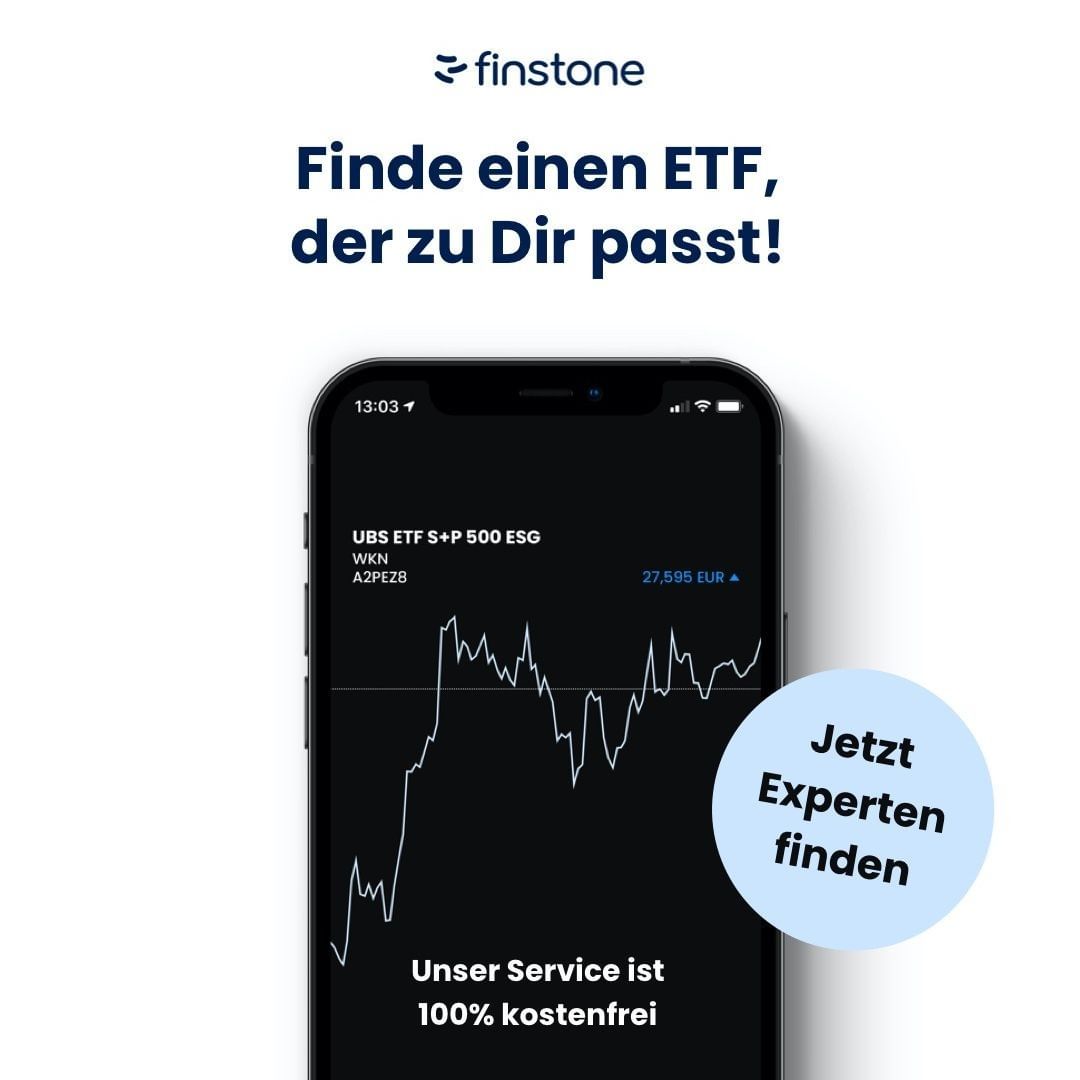 finstone
Finde einen ETF,
der zu Dir passt!
13:03
UBS ETF S+P 500 ESG
WKN
A2PEZ8
27,595 EUR ▲
Jetzt
Experten
finden
Unser Service ist
100% kostenfrei